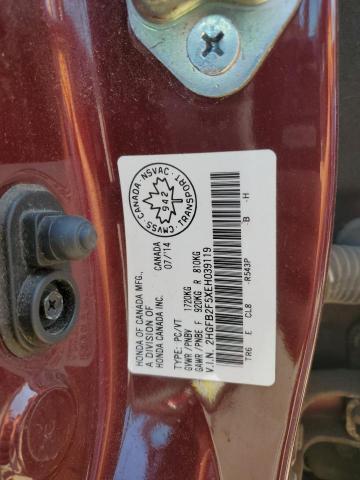 HONDA OF CANADA MFG.,
A DIVISION OF
HONDA CANADA INC.
CANADA
07/14
TYPE: PC/VT
GVWR/PNBV 1720KG
GAWR/PNBE F 920KG R 810KG
V.I.N. 2HGFB2F5XEH039119
TR6 E CL8 -R543P -B -H
CANADA · NSVAC
942
CMVSS · TRANSPORT